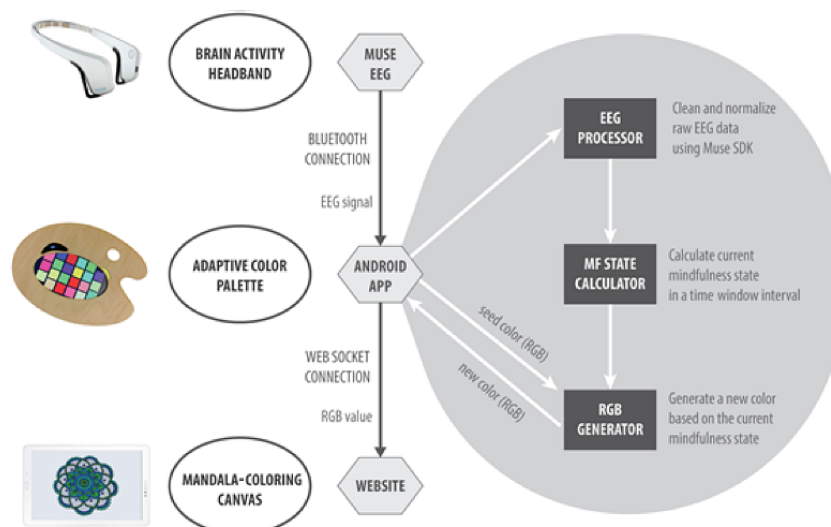 BRAIN ACTIVITY
HEADBAND
MUSE
EEG
BLUETOOTH
CONNECTION
EEG signal
EEG
PROCESSOR
Clean and normalize
raw EEG data
using Muse SDK
ADAPTIVE COLOR
PALETTE
ANDROID
APP
MF STATE
CALCULATOR
Calculate current
mindfulness state
in a time window interval
seed color (RGB)
new color (RGB)
WEB SOCKET
CONNECTION
RGB value
RGB
GENERATOR
Generate a new color
based on the current
mindfulness state
MANDALA-COLORING
CANVAS
WEBSITE